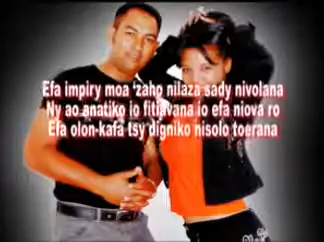 Efa impiry moa 'zaho nilaza sady nivolana
Ny ao anatiko io fitiavana io efa niova ro
Efa olon-kafa tsy digniko nisolo toerana